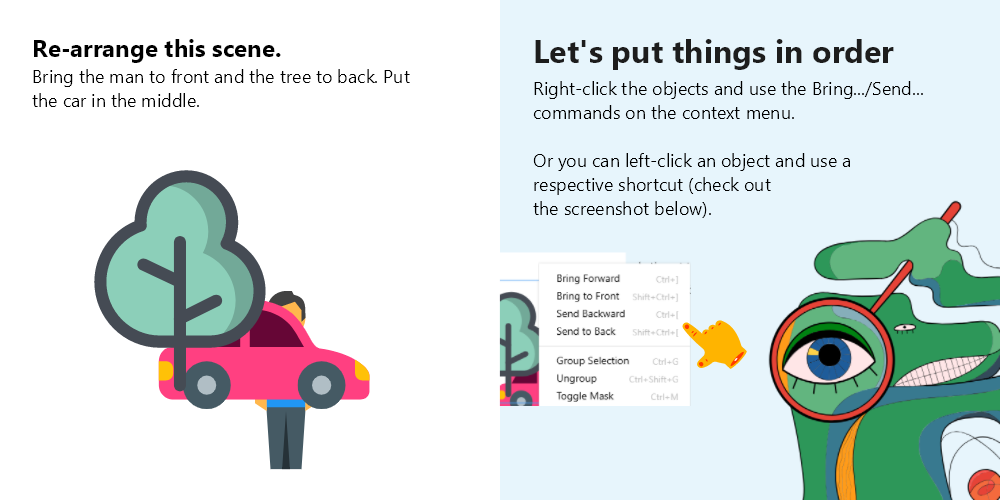 Re-arrange this scene.
Bring the man to front and the tree to back. Put
the car in the middle.
Let's put things in order
Right-click the objects and use the Bring.../Send...
commands on the context menu.
Or you can left-click an object and use a
respective shortcut (check out
the screenshot below).
Bring Forward Ctrl+]
Bring to Front Shift+Ctrl+]
Send Backward Ctrl+[
Send to Back Shift+Ctrl+[
Group Selection Ctrl+G
Ungroup Ctrl+Shift+G
Toggle Mask Ctrl+M